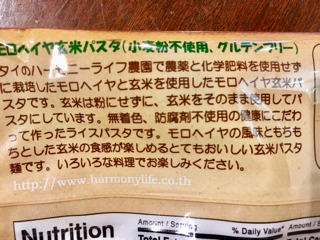 モロヘイヤ玄米パスタ(小麦粉不使用、グルテンフリー)
タイのハーモニーライフ農園で農薬と化学肥料を使用せず
に栽培したモロヘイヤと玄米を使用したモロヘイヤ玄米パ
スタです。玄米は粉にせずに、玄米をそのまま使用してパ
スタにしています。無着色、防腐剤不使用の健康にこだ
わって作ったライスパスタです。モロヘイヤの風味ともちも
ちとした玄米の食感が楽しめるとてもおいしい玄米パスタ
麺です。いろいろな料理でお楽しみください。
http://www.harmonylife.co.th
Nutrition
Amount / Serving
% Daily Value*
Amount
Total